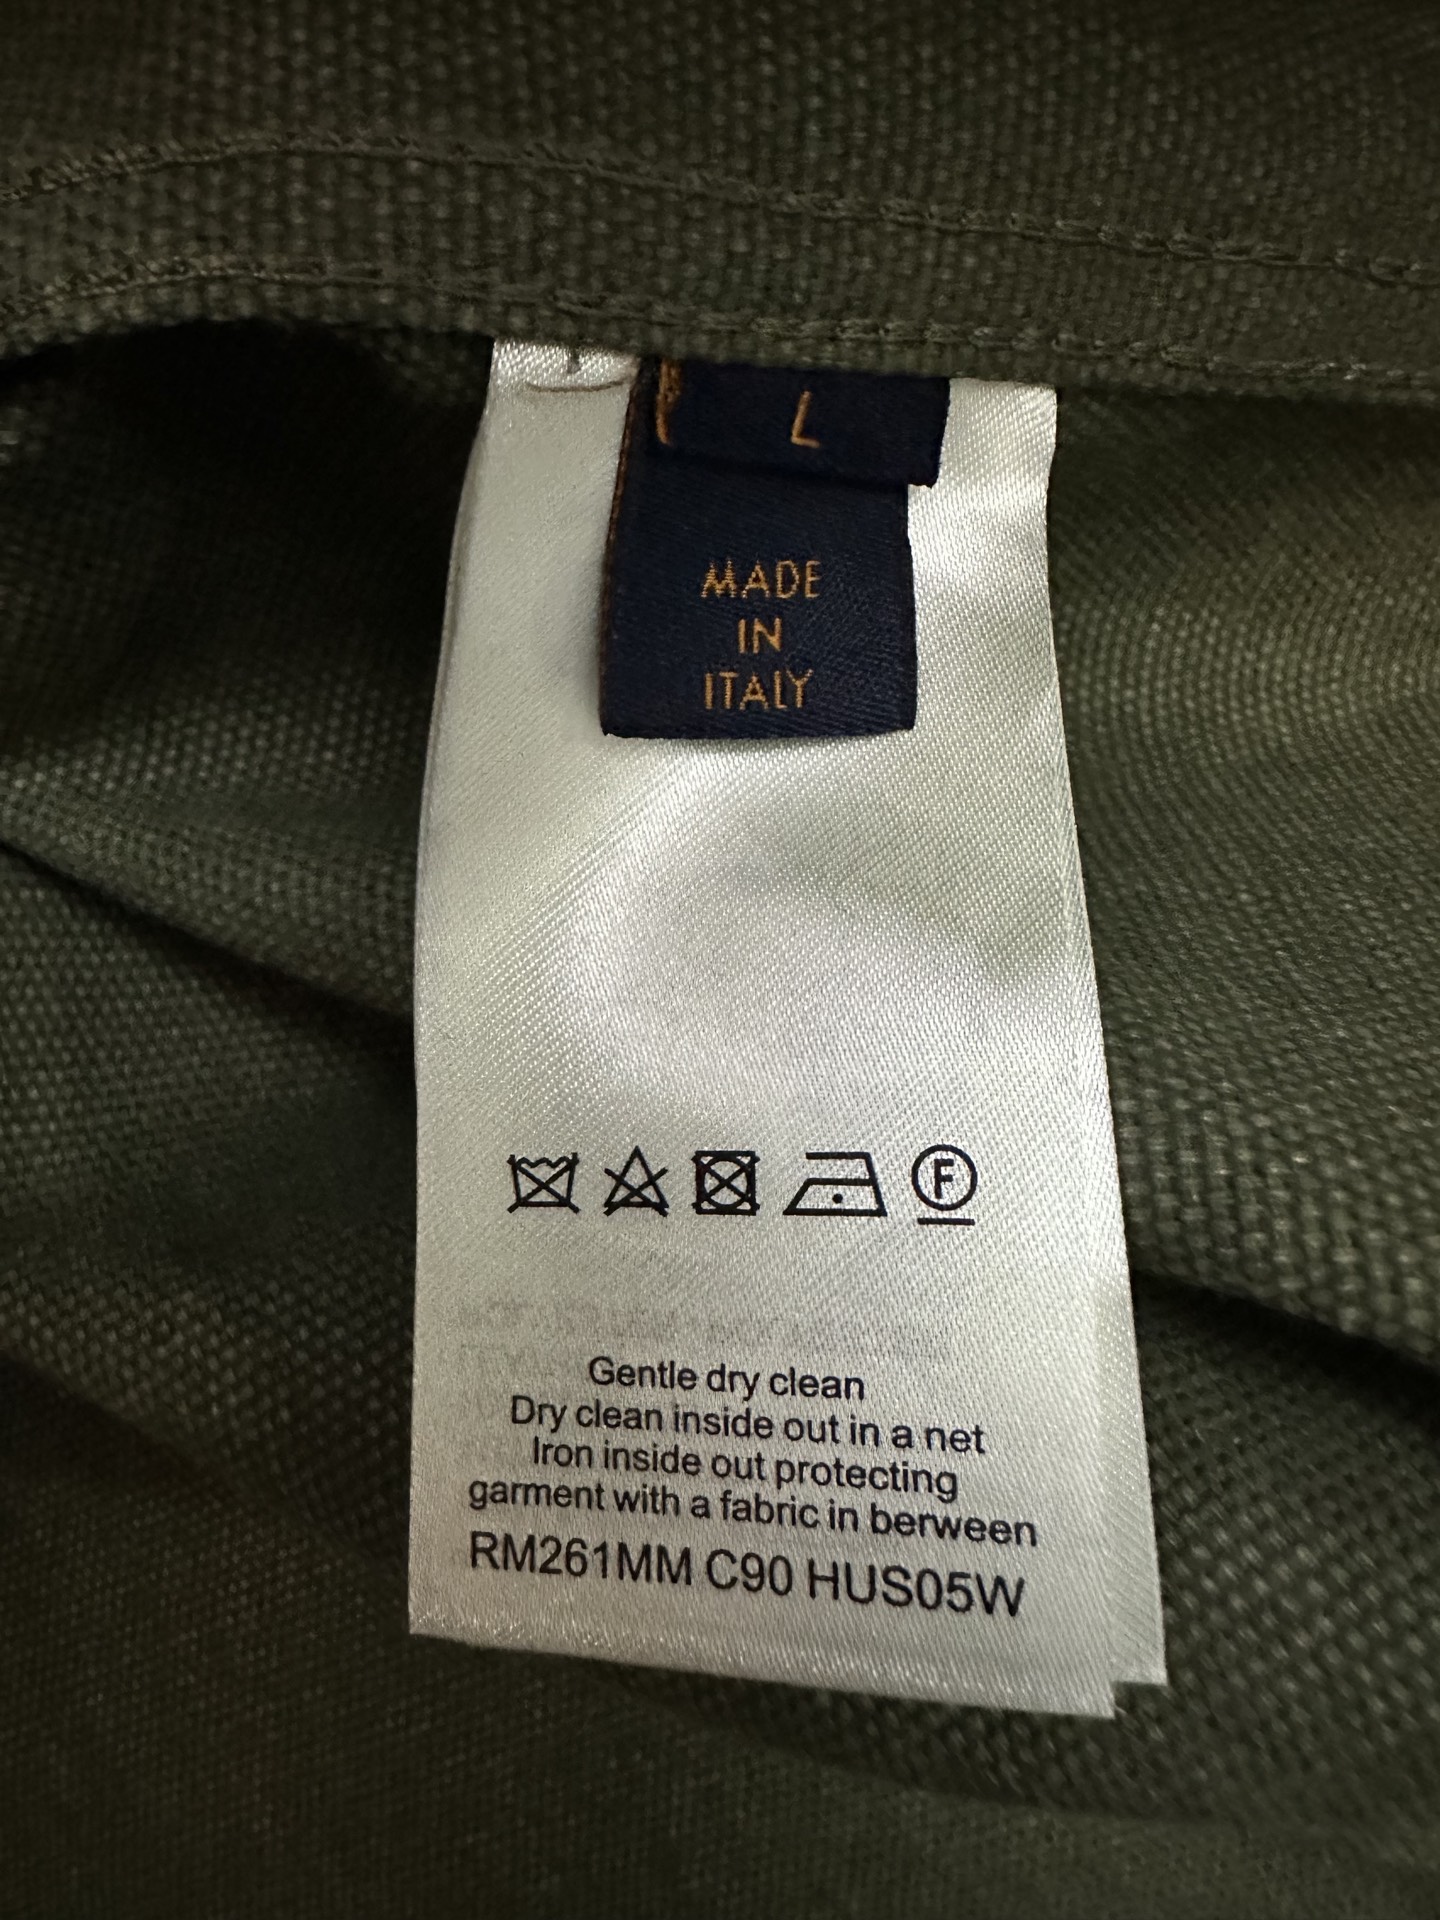 L
MADE
IN
ITALY
F
Gentle dry clean
Dry clean inside out in a net
Iron inside out protecting
garment with a fabric in berween
RM261MM C90 HUS05W